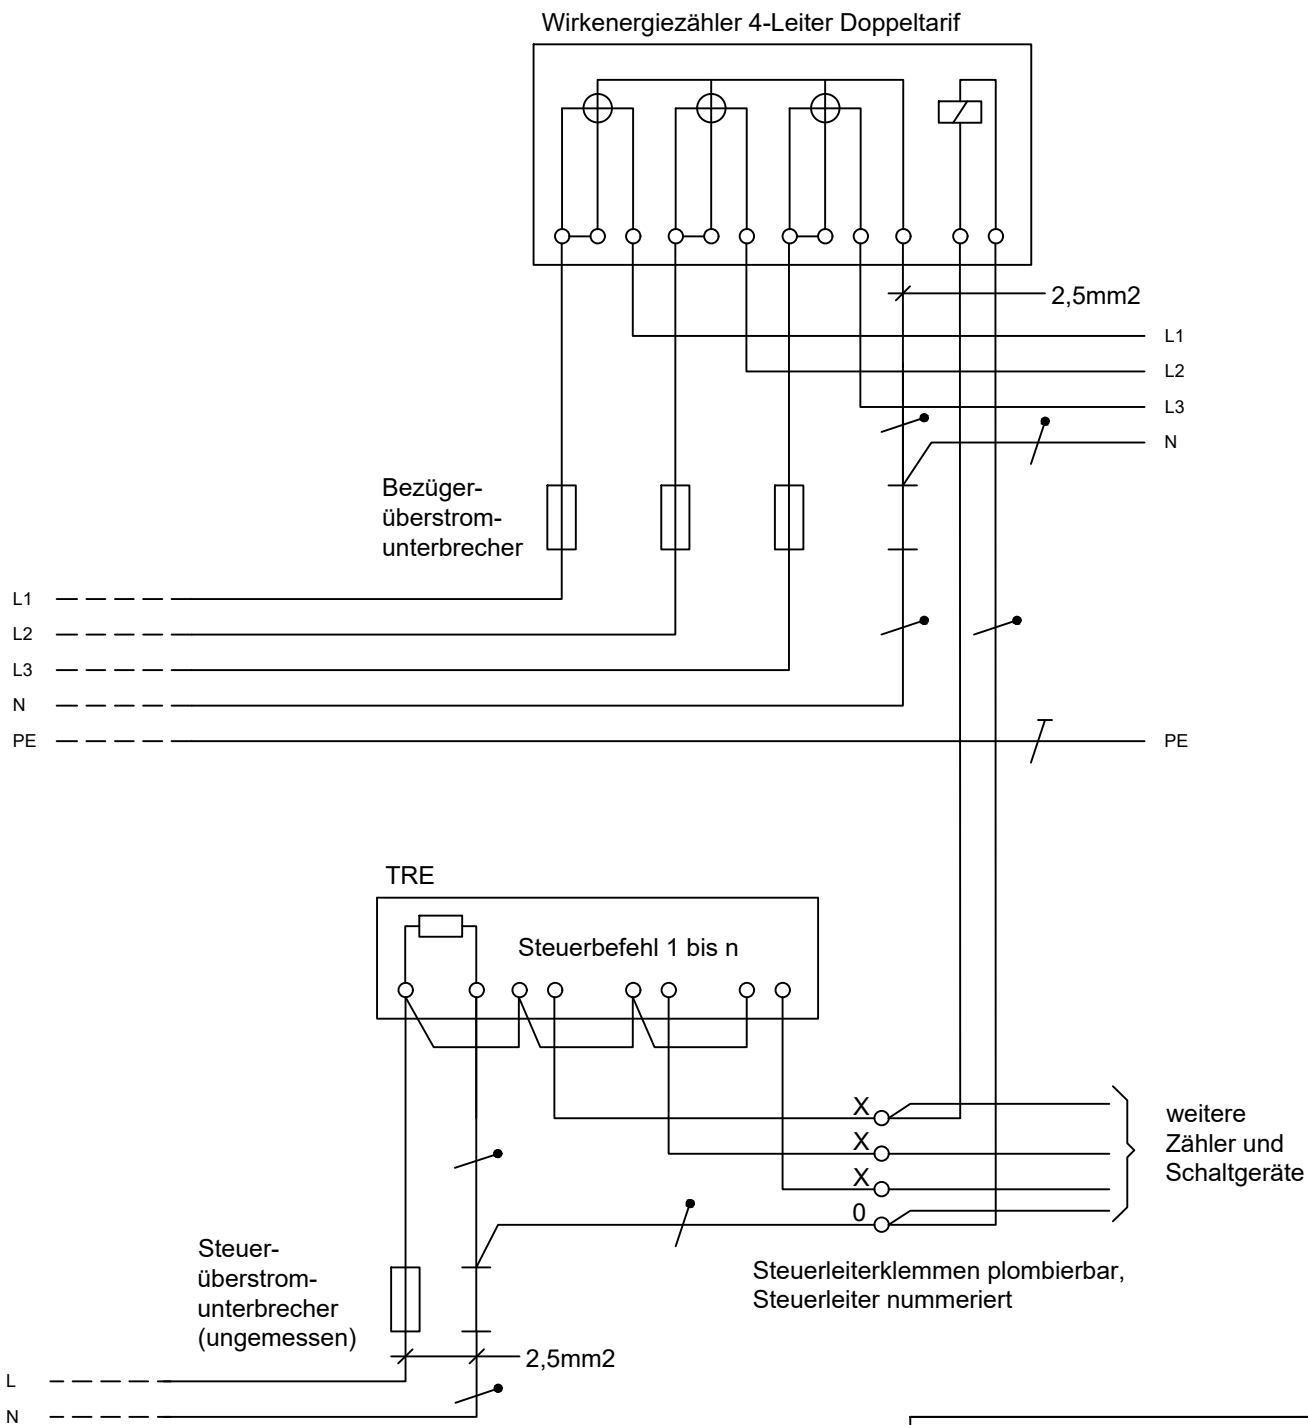 Wirkenergiezähler 4-Leiter Doppeltarif
2,5mm2
L1
L2
L3
N
Bezüger-
überstrom-
unterbrecher
L1
L2
L3
N
PE
PE
TRE
Steuerbefehl 1 bis n
X
X
X
0
weitere
Zähler und
Schaltgeräte
Steuer-
überstrom-
unterbrecher
(ungemessen)
Steuerleiterklemmen plombierbar,
Steuerleiter nummeriert
2,5mm2
L
N